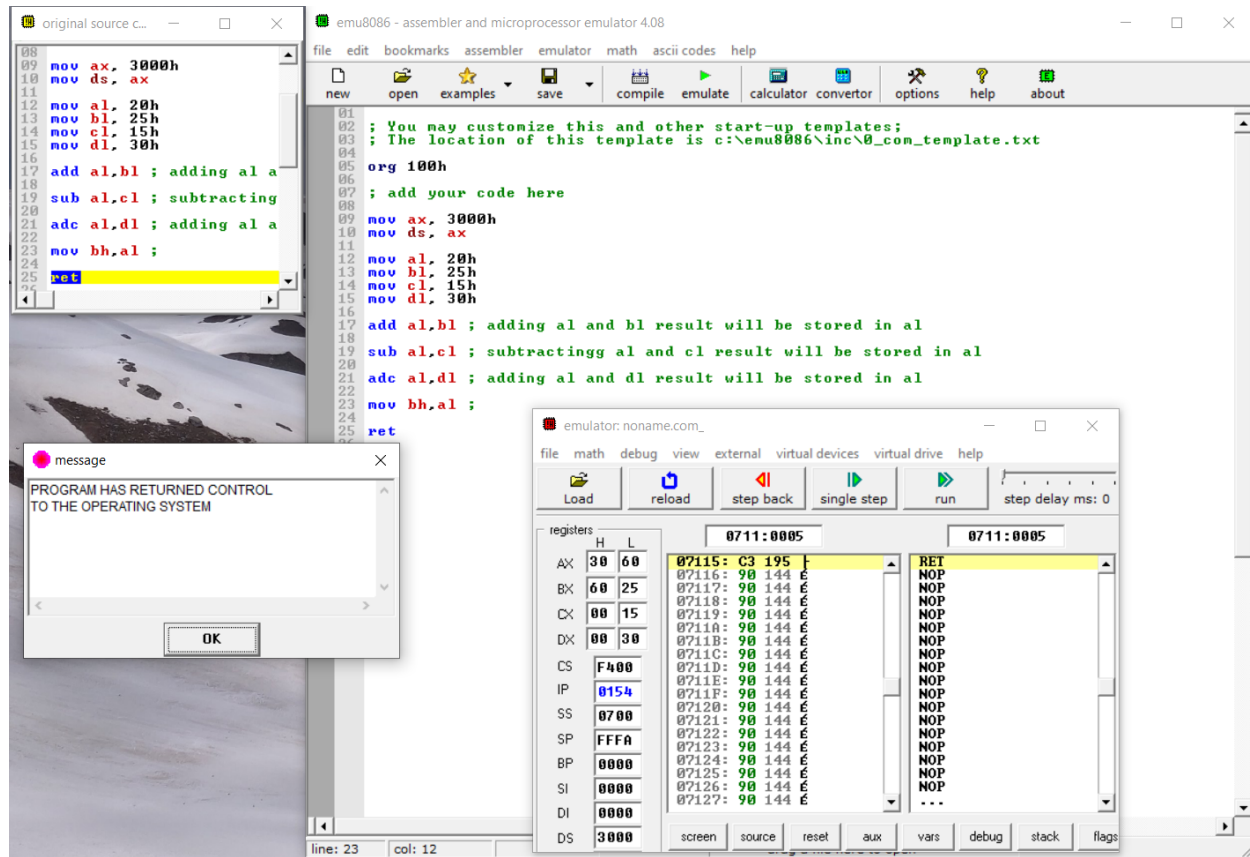 original source c...
08
09 mov ax, 3000h
10 mov ds, ax
11
12 mov al, 20h
13 mov bl, 25h
14 mov cl, 15h
15 mov dl, 30h
16
17 add al,bl ; adding al a
18
19 sub al,cl ; subtracting
20
21 adc al,dl ; adding al a
22
23 mov bh,al ;
24
25 ret
26
emu8086 - assembler and microprocessor emulator 4.08
file edit bookmarks assembler emulator math ascii codes help
new open examples save compile emulate calculator convertor options help about
01
02 ; You may customize this and other start-up templates;
03 ; The location of this template is c:\emu8086\inc\0_com_template.txt
04
05 org 100h
06
07 ; add your code here
08
09 mov ax, 3000h
10 mov ds, ax
11
12 mov al, 20h
13 mov bl, 25h
14 mov cl, 15h
15 mov dl, 30h
16
17 add al,bl ; adding al and bl result will be stored in al
18
19 sub al,cl ; subtractingg al and cl result will be stored in al
20
21 adc al,dl ; adding al and dl result will be stored in al
22
23 mov bh,al ;
24
25 ret
line: 23 col: 12
message
PROGRAM HAS RETURNED CONTROL
TO THE OPERATING SYSTEM
OK
emulator: noname.com_
file math debug view external virtual devices virtual drive help
Load reload step back single step run step delay ms: 0
registers
H L
AX 30 60
BX 60 25
CX 00 15
DX 00 30
CS F400
IP 0154
SS 0700
SP FFFA
BP 0000
SI 0000
DI 0000
DS 3000
0711:0005 0711:0005
07115: C3 195 ├ RET
07116: 90 144 É NOP
07117: 90 144 É NOP
07118: 90 144 É NOP
07119: 90 144 É NOP
0711A: 90 144 É NOP
0711B: 90 144 É NOP
0711C: 90 144 É NOP
0711D: 90 144 É NOP
0711E: 90 144 É NOP
0711F: 90 144 É NOP
07120: 90 144 É NOP
07121: 90 144 É NOP
07122: 90 144 É NOP
07123: 90 144 É NOP
07124: 90 144 É NOP
07125: 90 144 É NOP
07126: 90 144 É NOP
07127: 90 144 É ...
screen source reset aux vars debug stack flags